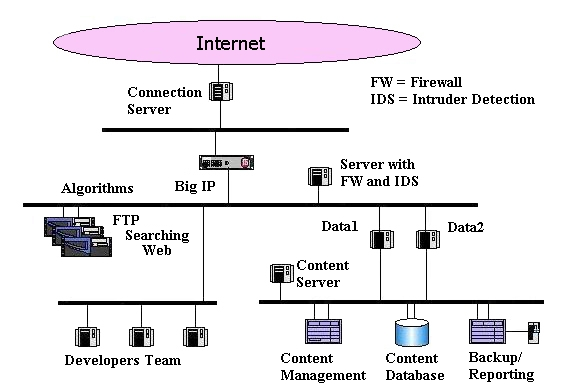 Internet
Connection
Server
FW = Firewall
IDS = Intruder Detection
Big IP
Server with
FW and IDS
Algorithms
FTP
Searching
Web
Data1
Data2
Content
Server
Developers Team
Content
Management
Content
Database
Backup/
Reporting